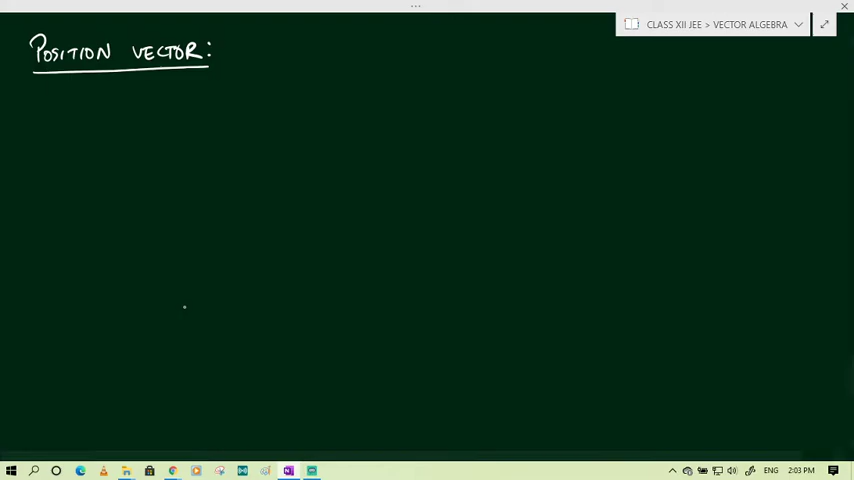 CLASS XII JEE > VECTOR ALGEBRA
POSITION VECTOR:
ENG 2:03 PM